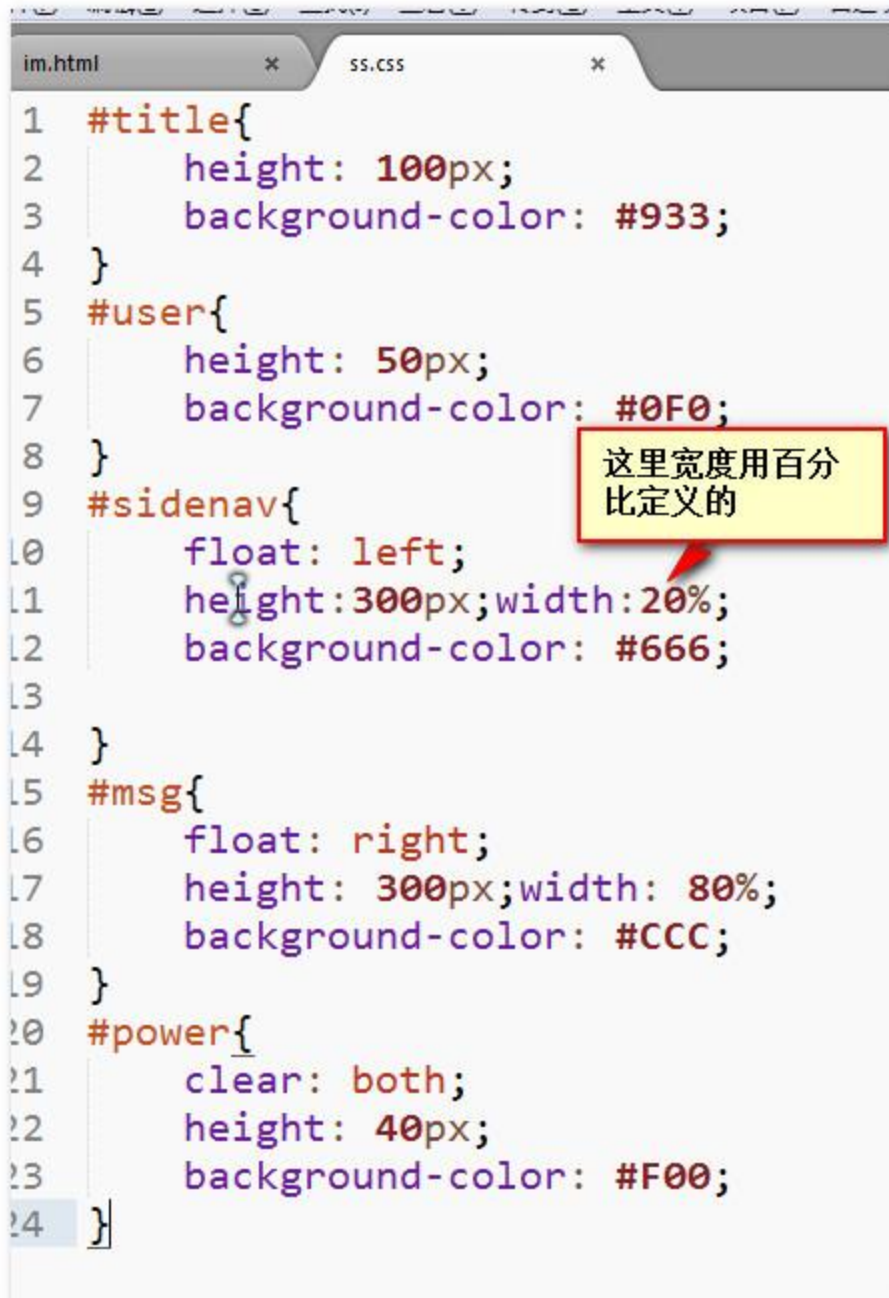 im.html × ss.css ×
1 #title{
2 height: 100px;
3 background-color: #933;
4 }
5 #user{
6 height: 50px;
7 background-color: #0F0;
8 }
这里宽度用百分
比定义的
9 #sidenav{
10 float: left;
11 height:300px;width:20%;
12 background-color: #666;
13
14 }
15 #msg{
16 float: right;
17 height: 300px;width: 80%;
18 background-color: #CCC;
19 }
20 #power{
21 clear: both;
22 height: 40px;
23 background-color: #F00;
24 }